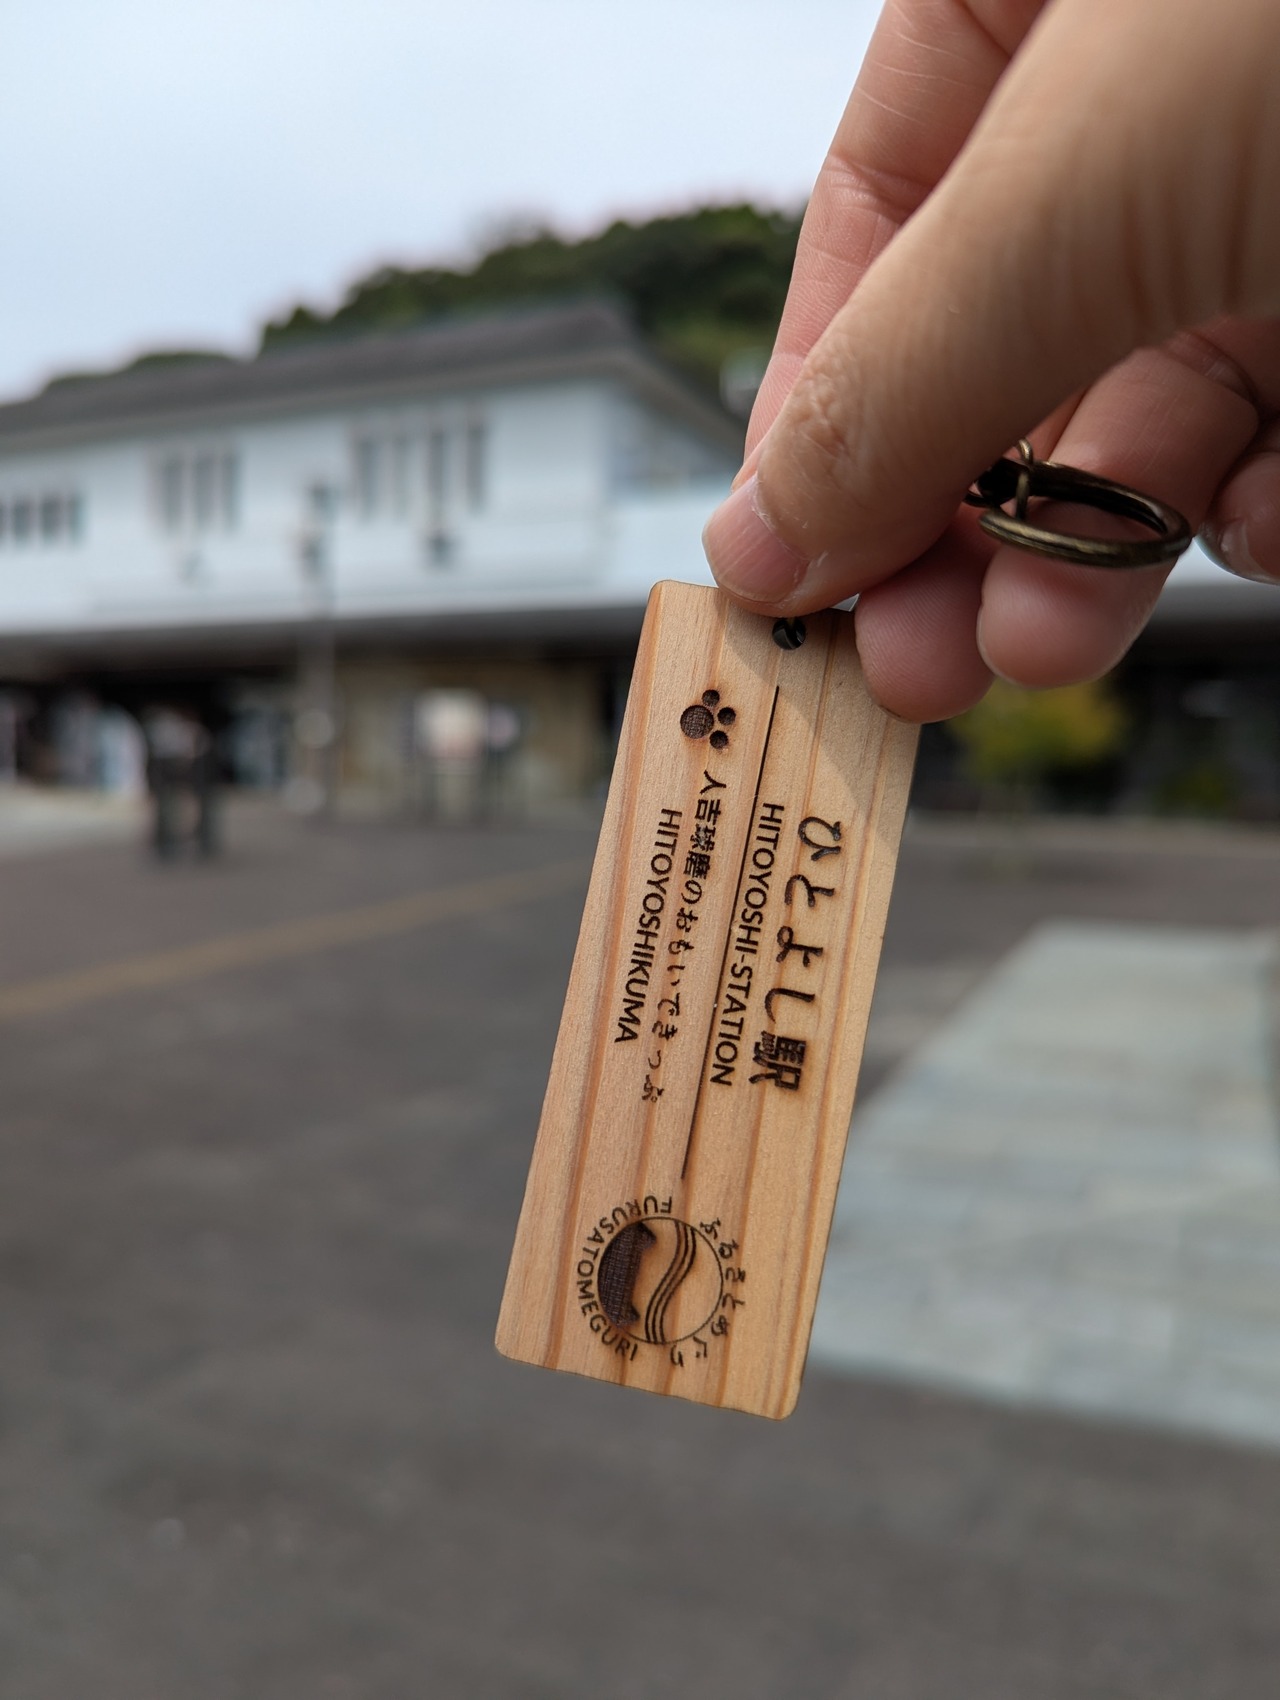 ひとよし駅
HITOYOSHI-STATION
人吉球磨のおもいできっぷ
HITOYOSHIKUMA
ふるさとめぐり
FURUSATOMEGURI